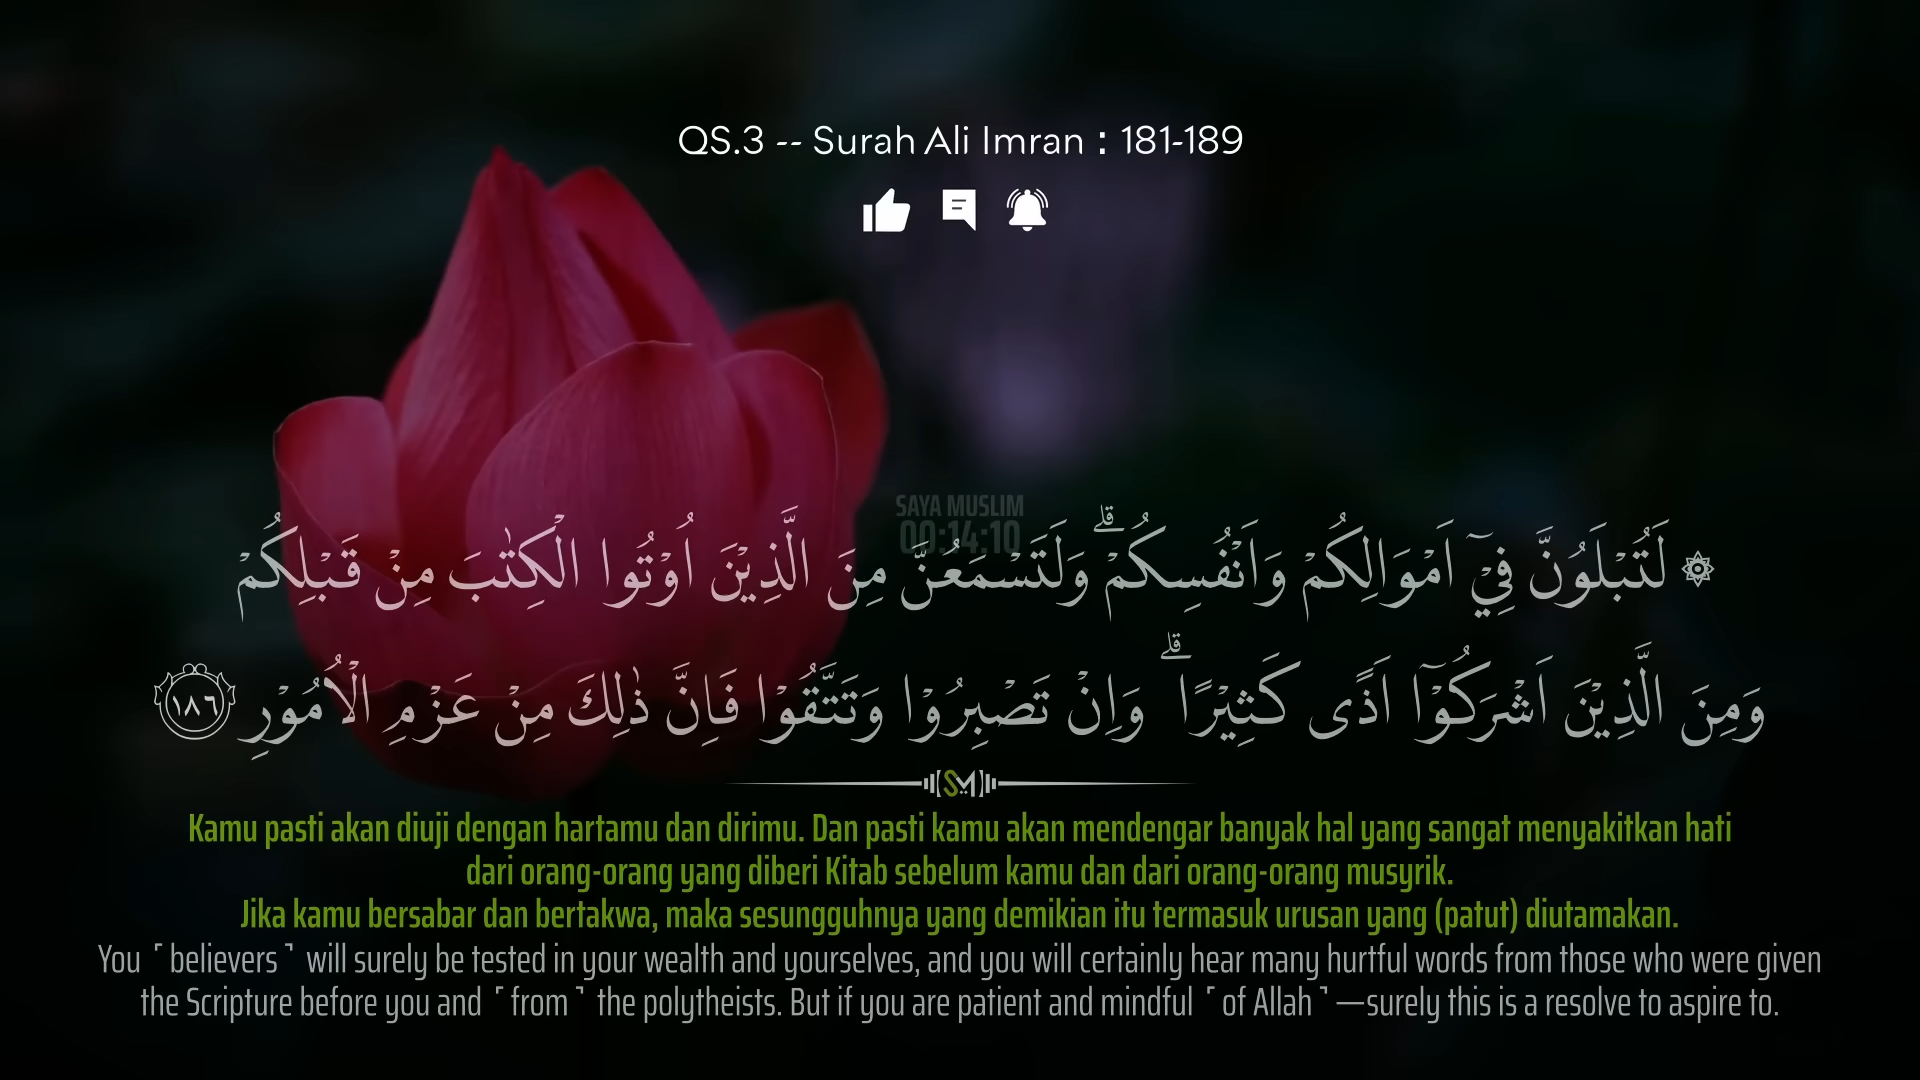 QS.3 -- Surah Ali Imran : 181-189
SAYA MUSLIM
00:14:10
۞ لَتُبْلَوُنَّ فِيْٓ اَمْوَالِكُمْ وَاَنْفُسِكُمْۗ وَلَتَسْمَعُنَّ مِنَ الَّذِيْنَ اُوْتُوا الْكِتٰبَ مِنْ قَبْلِكُمْ
وَمِنَ الَّذِيْنَ اَشْرَكُوْٓا اَذًى كَثِيْرًاۗ وَاِنْ تَصْبِرُوْا وَتَتَّقُوْا فَاِنَّ ذٰلِكَ مِنْ عَزْمِ الْاُمُوْرِ ١٨٦
SM
Kamu pasti akan diuji dengan hartamu dan dirimu. Dan pasti kamu akan mendengar banyak hal yang sangat menyakitkan hati
dari orang-orang yang diberi Kitab sebelum kamu dan dari orang-orang musyrik.
Jika kamu bersabar dan bertakwa, maka sesungguhnya yang demikian itu termasuk urusan yang (patut) diutamakan.
You ˹believers˺ will surely be tested in your wealth and yourselves, and you will certainly hear many hurtful words from those who were given
the Scripture before you and ˹from˺ the polytheists. But if you are patient and mindful ˹of Allah˺—surely this is a resolve to aspire to.